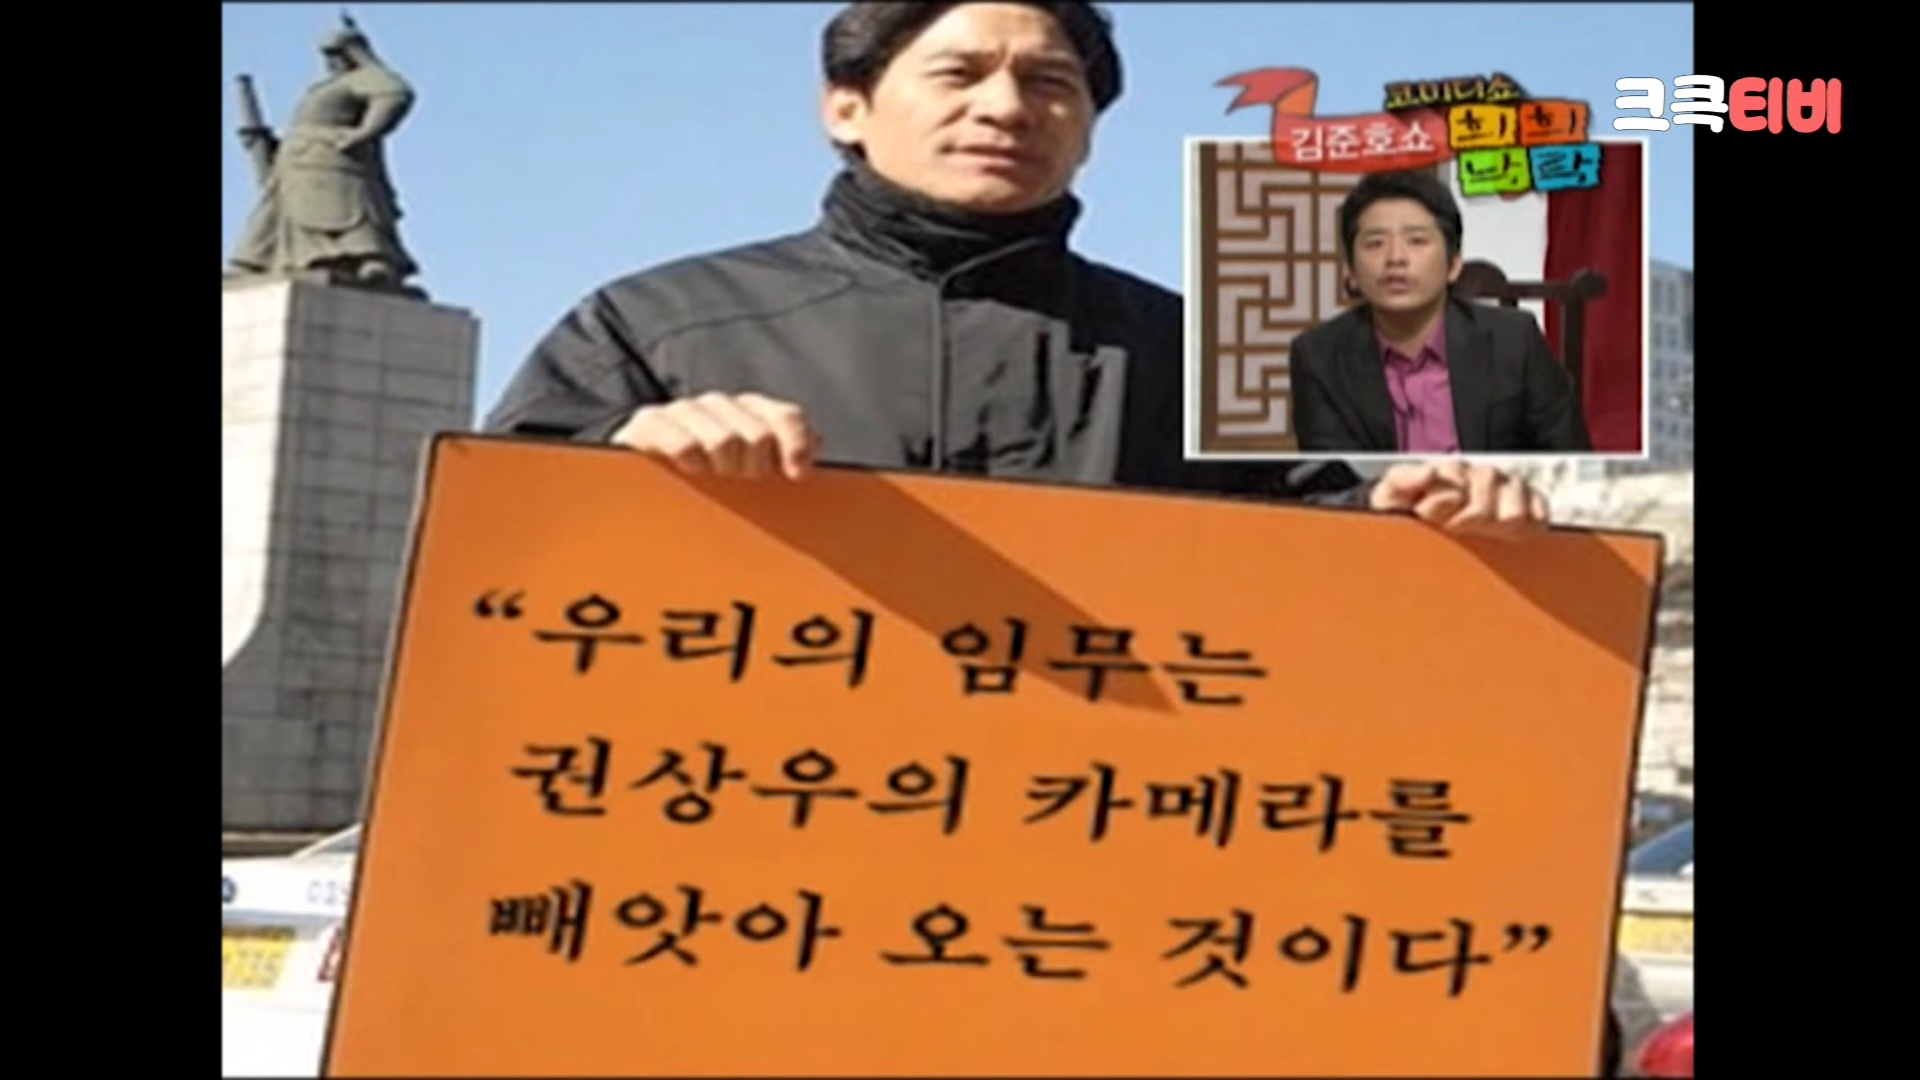 코미디쇼
희희
낭락
김준호쇼
크큭티비
“우리의 임무는
권상우의 카메라를
빼앗아 오는 것이다”